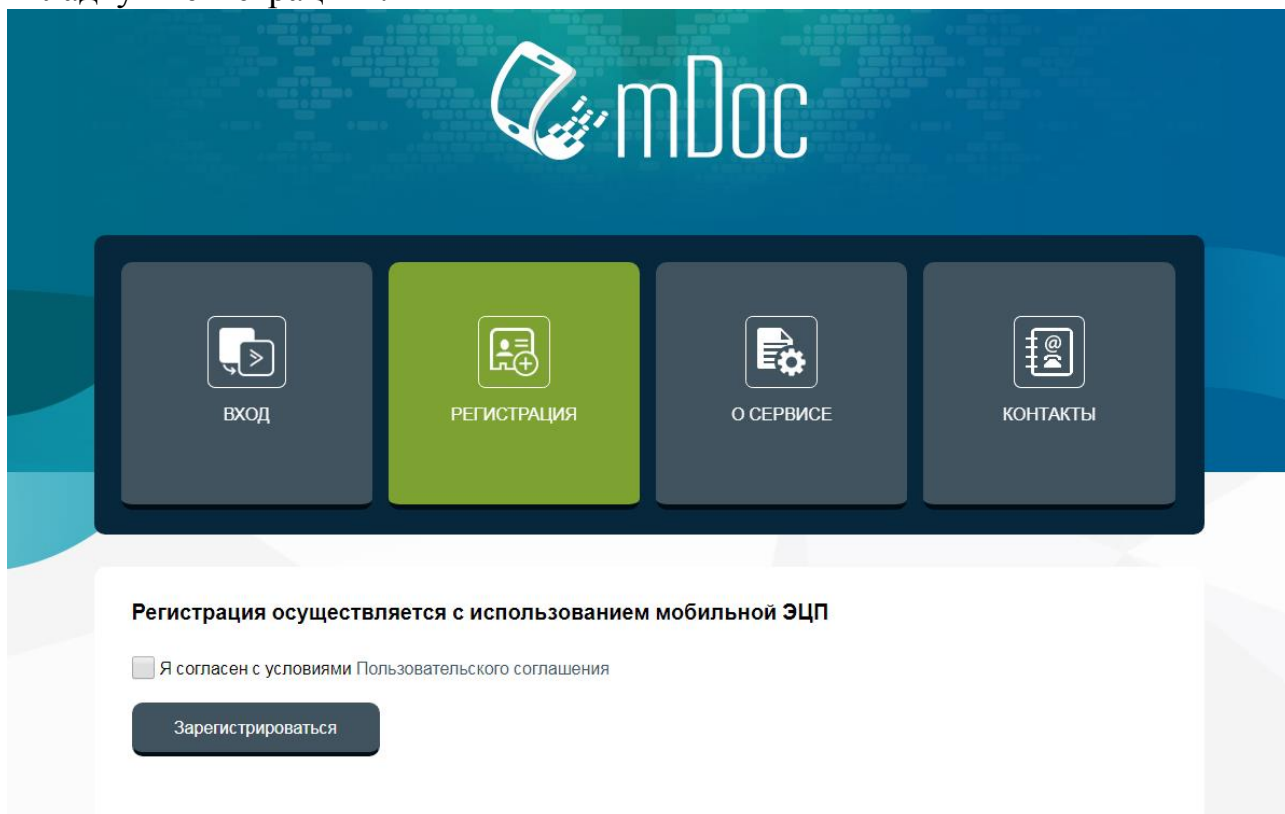 mDoc
ВХОД
РЕГИСТРАЦИЯ
О СЕРВИСЕ
КОНТАКТЫ
Регистрация осуществляется с использованием мобильной ЭЦП
Я согласен с условиями Пользовательского соглашения
Зарегистрироваться